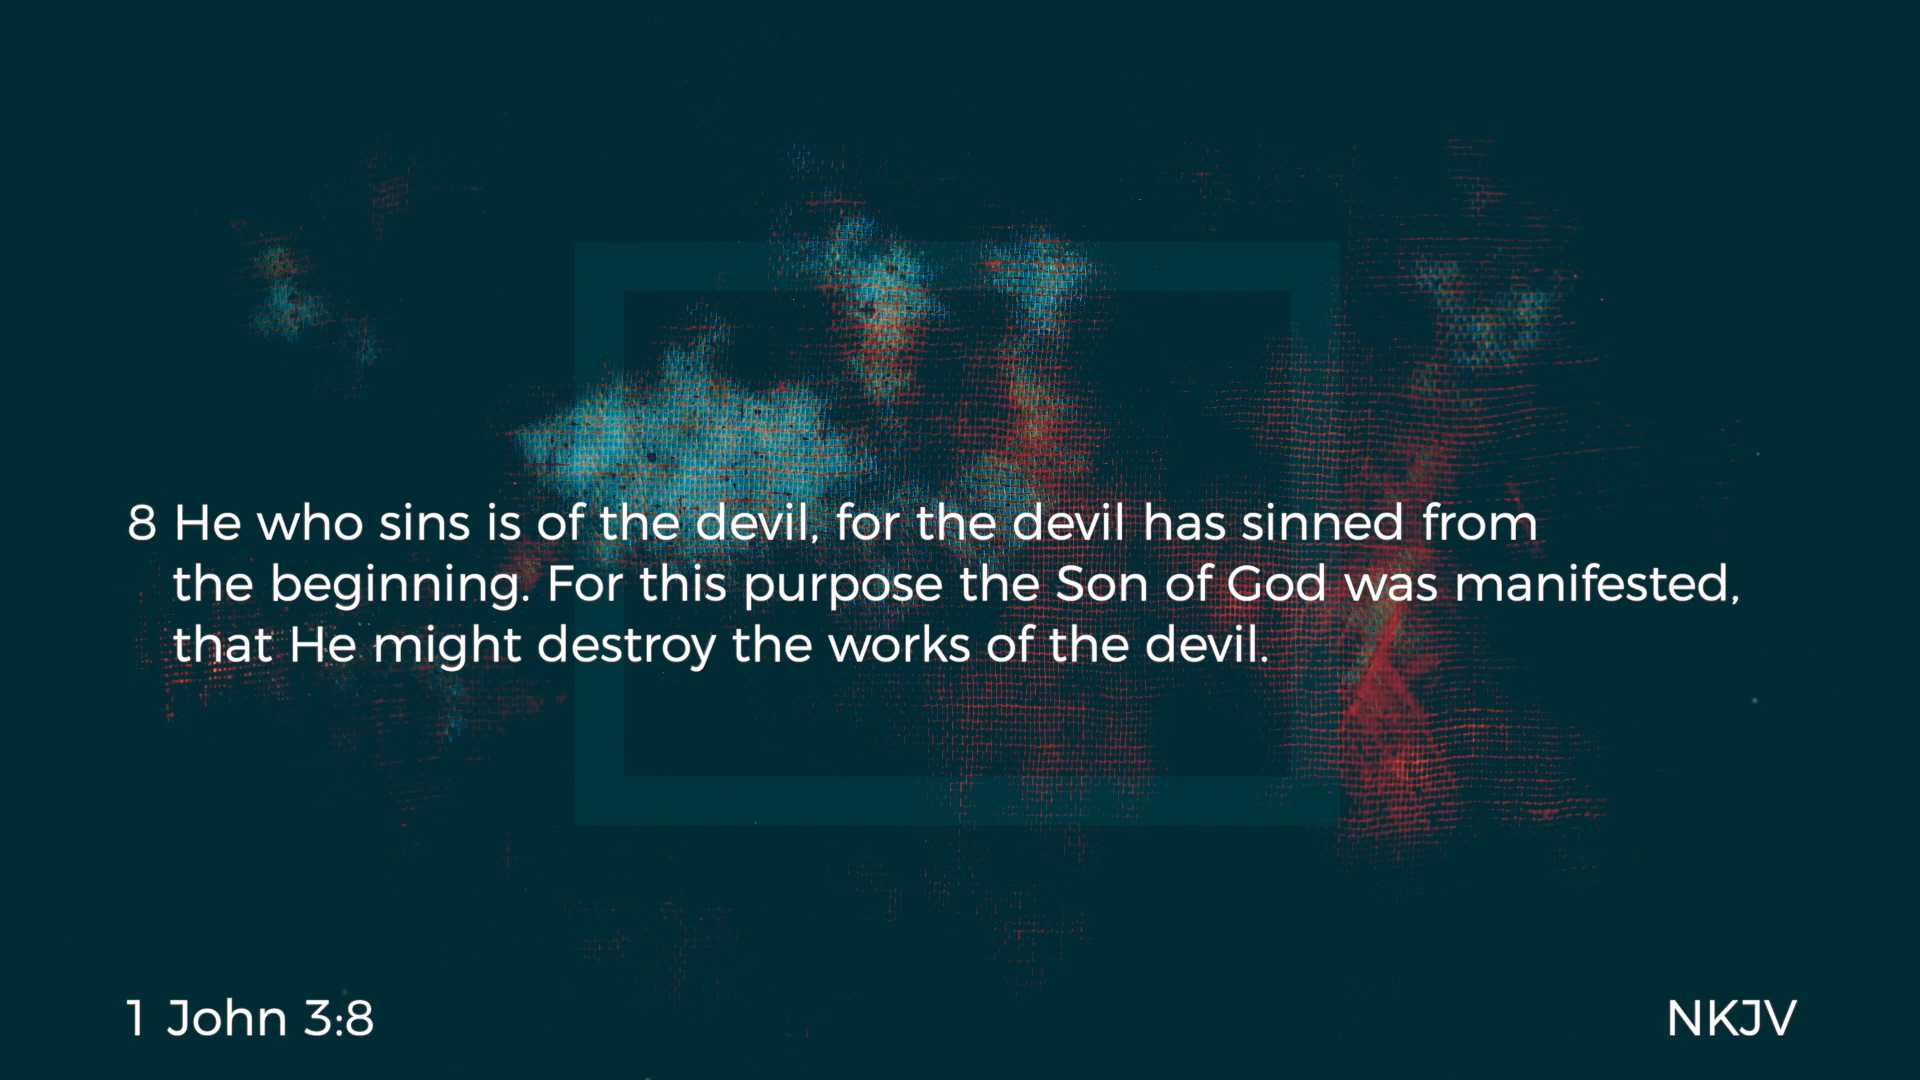 8 He who sins is of the devil, for the devil has sinned from
the beginning. For this purpose the Son of God was manifested,
that He might destroy the works of the devil.
1 John 3:8
NKJV